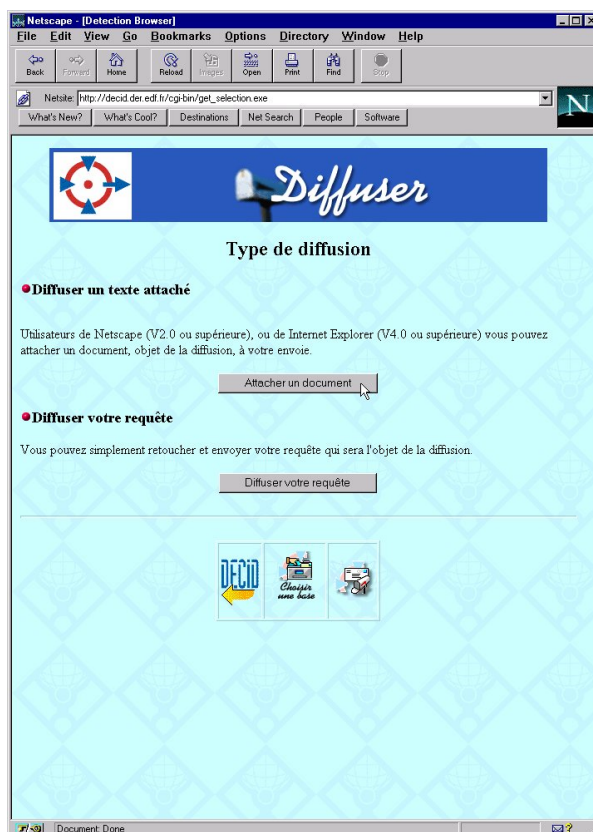 Netscape - [Detection Browser]
File Edit View Go Bookmarks Options Directory Window Help
Back Forward Home Reload Images Open Print Find Stop
Netsite: http://decid.der.edf.fr/cgi-bin/get_selection.exe
What's New? What's Cool? Destinations Net Search People Software
N
Diffuser
Type de diffusion
Diffuser un texte attaché
Utilisateurs de Netscape (V2.0 ou supérieure), ou de Internet Explorer (V4.0 ou supérieure) vous pouvez
attacher un document, objet de la diffusion, à votre envoie.
Attacher un document
Diffuser votre requête
Vous pouvez simplement retoucher et envoyer votre requête qui sera l'objet de la diffusion.
Diffuser votre requête
DECID
Choisir
une base
Document: Done